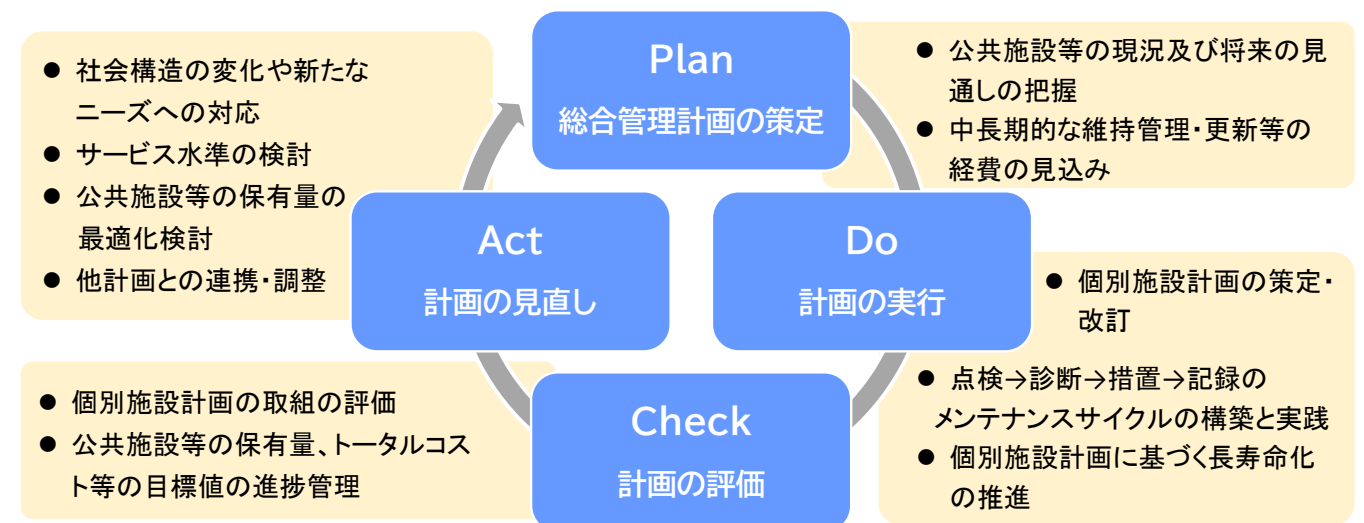 Plan
総合管理計画の策定
● 公共施設等の現況及び将来の見
通しの把握
● 中長期的な維持管理・更新等の
経費の見込み
Do
計画の実行
● 個別施設計画の策定・
改訂
● 点検→診断→措置→記録の
メンテナンスサイクルの構築と実践
● 個別施設計画に基づく長寿命化
の推進
Check
計画の評価
● 個別施設計画の取組の評価
● 公共施設等の保有量、トータルコス
ト等の目標値の進捗管理
Act
計画の見直し
● 社会構造の変化や新たな
ニーズへの対応
● サービス水準の検討
● 公共施設等の保有量の
最適化検討
● 他計画との連携・調整